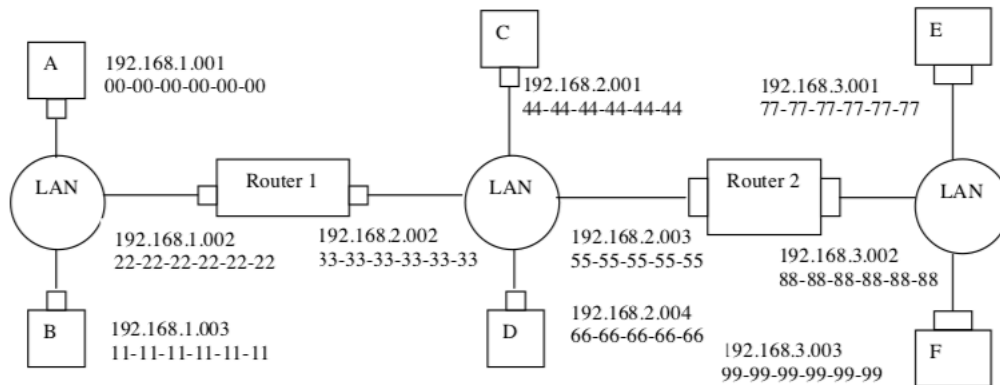 A
192.168.1.001
00-00-00-00-00-00
C
192.168.2.001
44-44-44-44-44-44
E
192.168.3.001
77-77-77-77-77-77
LAN
Router 1
LAN
Router 2
LAN
192.168.1.002
22-22-22-22-22-22
192.168.2.002
33-33-33-33-33-33
192.168.2.003
55-55-55-55-55
192.168.3.002
88-88-88-88-88-88
B
192.168.1.003
11-11-11-11-11-11
D
192.168.2.004
66-66-66-66-66
192.168.3.003
99-99-99-99-99-99
F